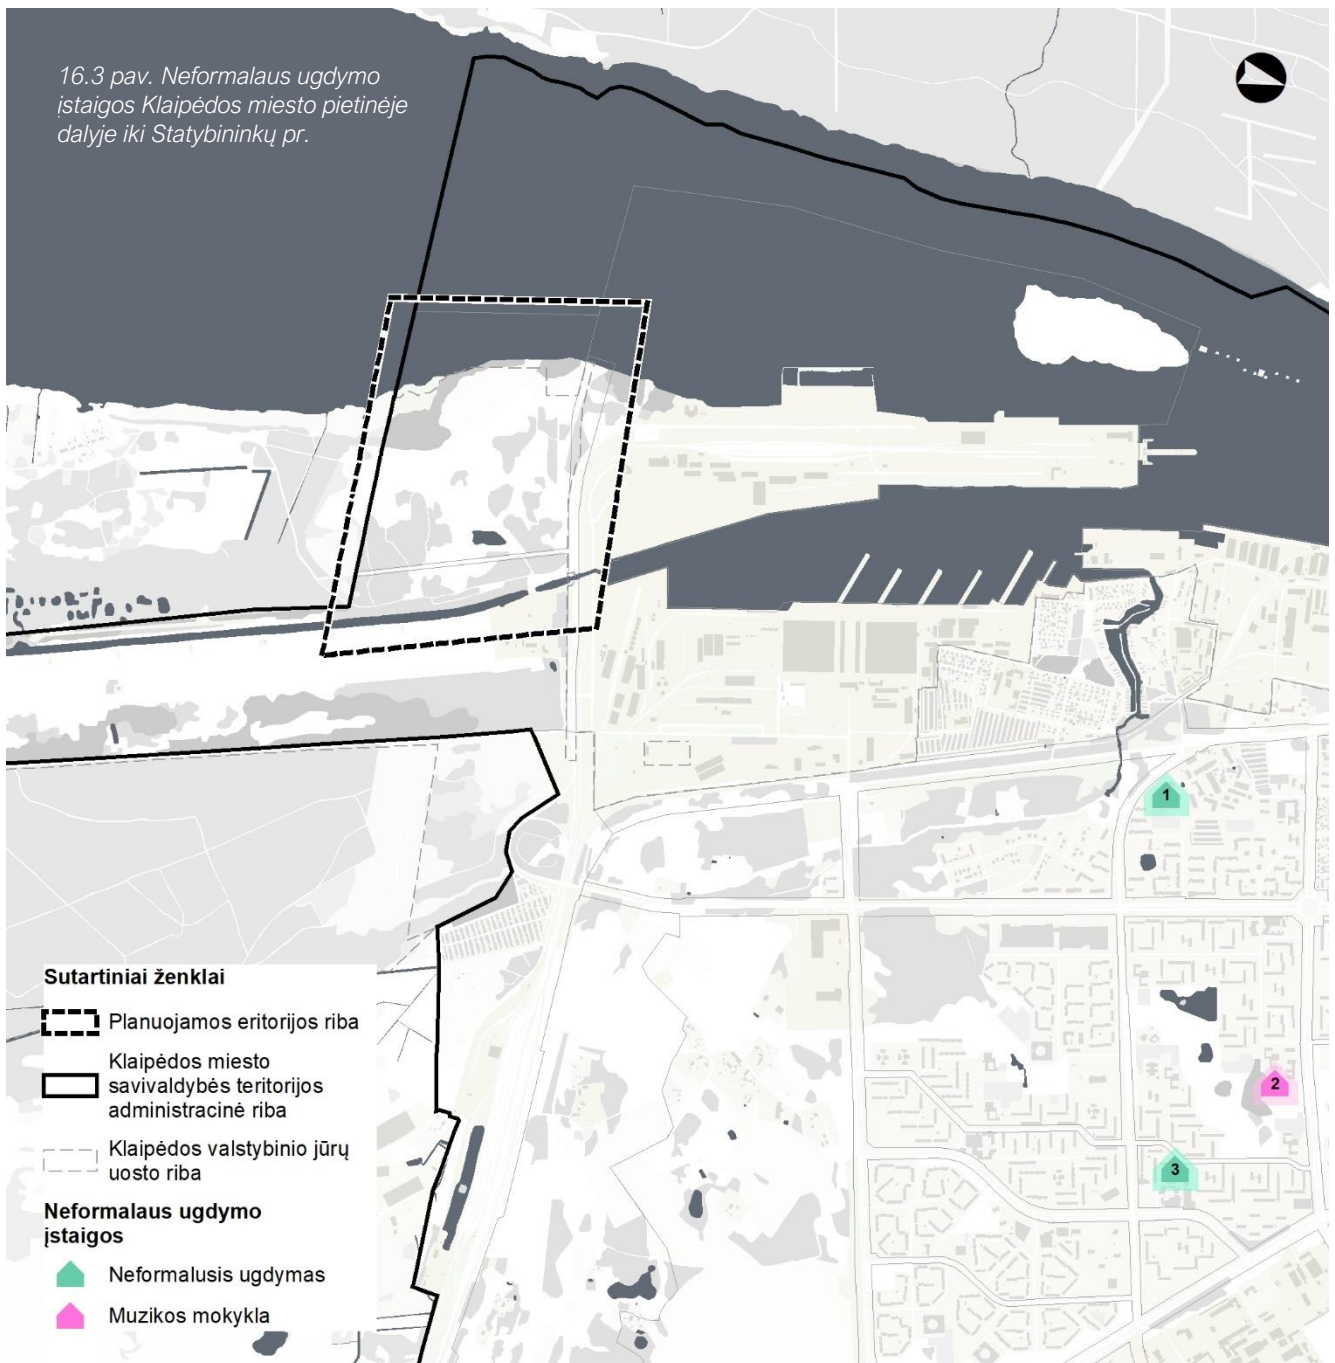 16.3 pav. Neformalaus ugdymo
įstaigos Klaipėdos miesto pietinėje
dalyje iki Statybininkų pr.
1
2
3
Sutartiniai ženklai
Planuojamos eritorijos riba
Klaipėdos miesto
savivaldybės teritorijos
administracinė riba
Klaipėdos valstybinio jūrų
uosto riba
Neformalaus ugdymo
įstaigos
Neformalusis ugdymas
Muzikos mokykla